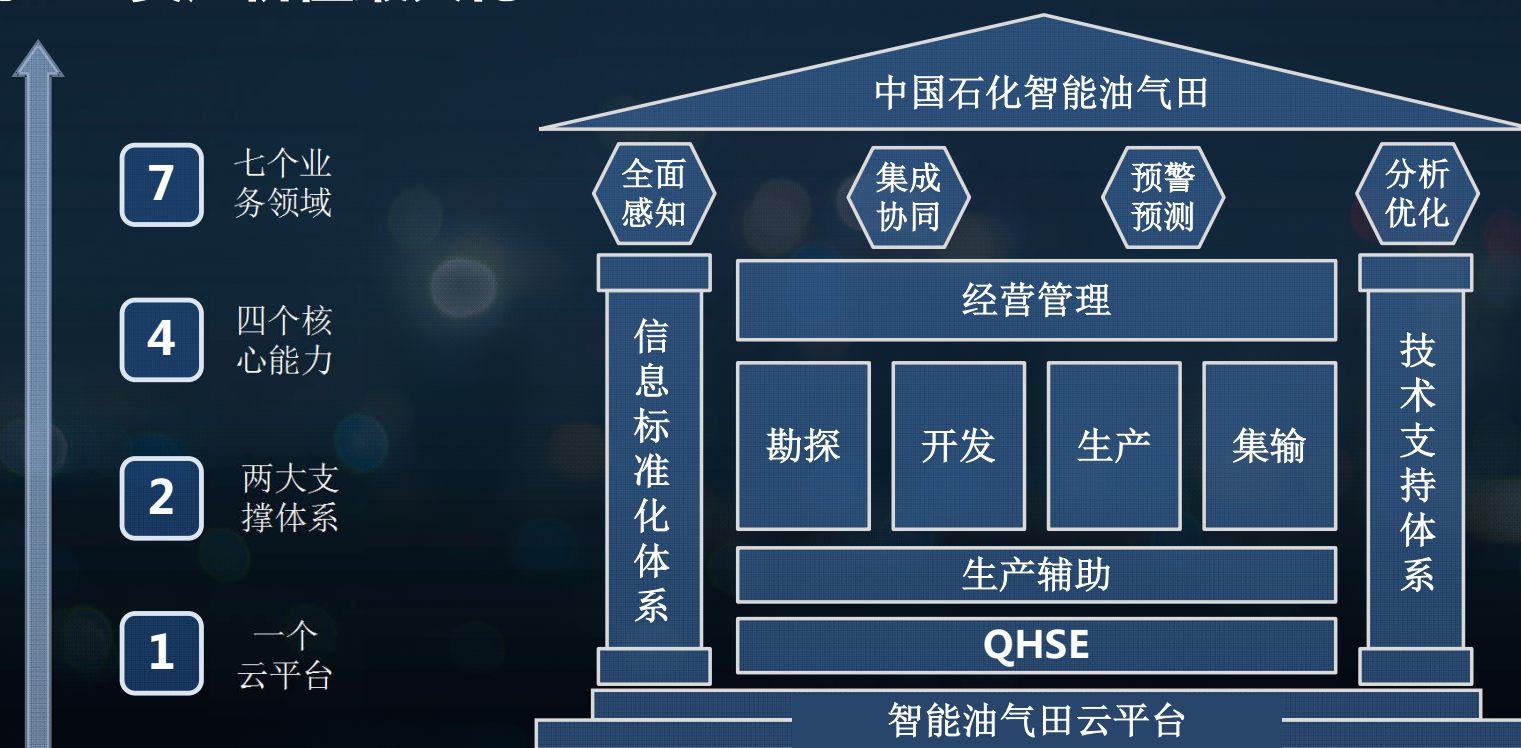 中国石化智能油气田
7
七个业
务领域
4
四个核
心能力
2
两大支
撑体系
1
一个
云平台
全面
感知
集成
协同
预警
预测
分析
优化
信息标准化体系
经营管理
勘探
开发
生产
集输
生产辅助
QHSE
技术支持体系
智能油气田云平台